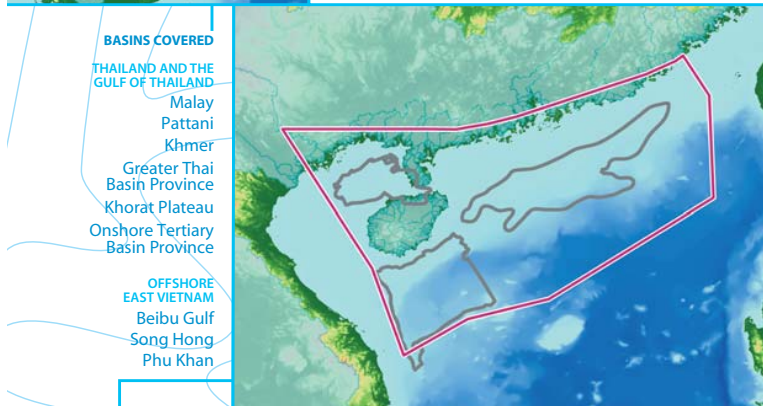 BASINS COVERED
THAILAND AND THE
GULF OF THAILAND
Malay
Pattani
Khmer
Greater Thai
Basin Province
Khorat Plateau
Onshore Tertiary
Basin Province
OFFSHORE
EAST VIETNAM
Beibu Gulf
Song Hong
Phu Khan